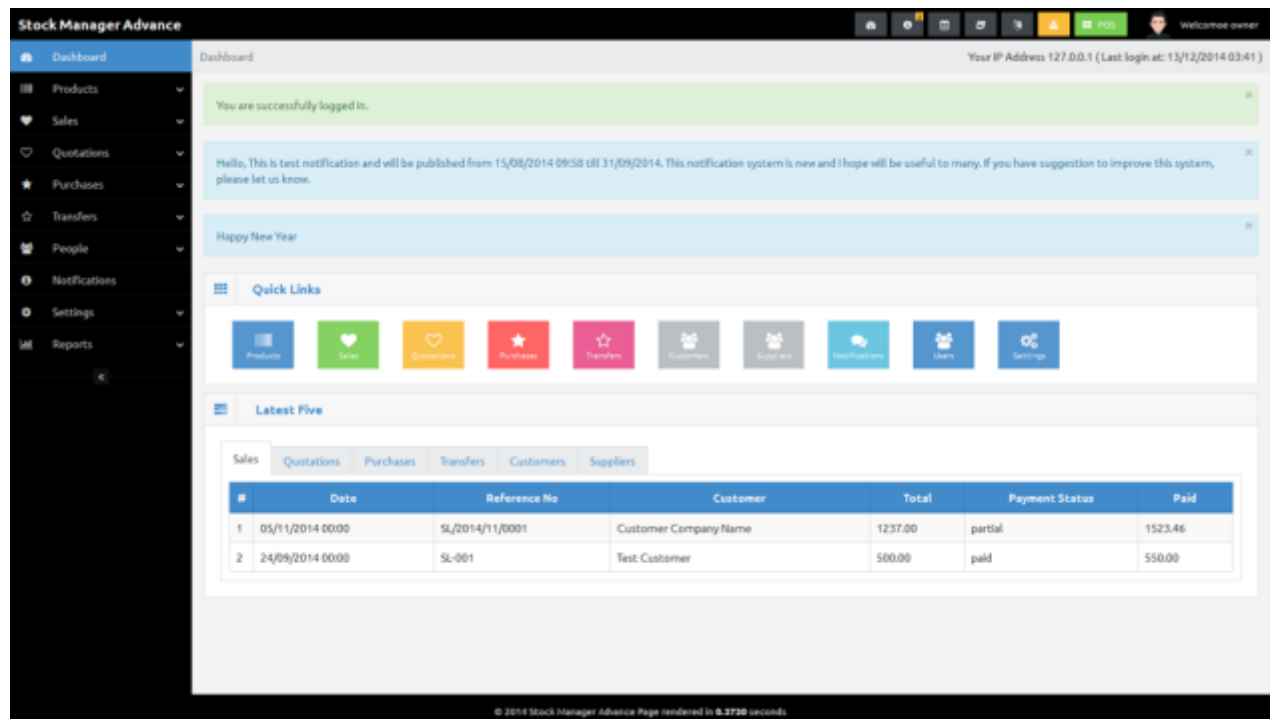 Stock Manager Advance
POS
Welcomoe owner
Dashboard
Products
Sales
Quotations
Purchases
Transfers
People
Notifications
Settings
Reports
Dashboard
Your IP Address 127.0.0.1 ( Last login at: 13/12/2014 03:41 )
You are successfully logged in.
Hello, This is test notification and will be published from 15/08/2014 09:58 till 31/09/2014. This notification system is new and I hope will be useful to many. If you have suggestion to improve this system,
please let us know.
Happy New Year
Quick Links
Products Sales Quotations Purchases Transfers Customers Suppliers Notifications Users Settings
Latest Five
Sales Quotations Purchases Transfers Customers Suppliers
# Date Reference No Customer Total Payment Status Paid
1 05/11/2014 00:00 SL/2014/11/0001 Customer Company Name 1237.00 partial 1523.46
2 24/09/2014 00:00 SL-001 Test Customer 500.00 paid 550.00
© 2014 Stock Manager Advance Page rendered in 0.3730 seconds